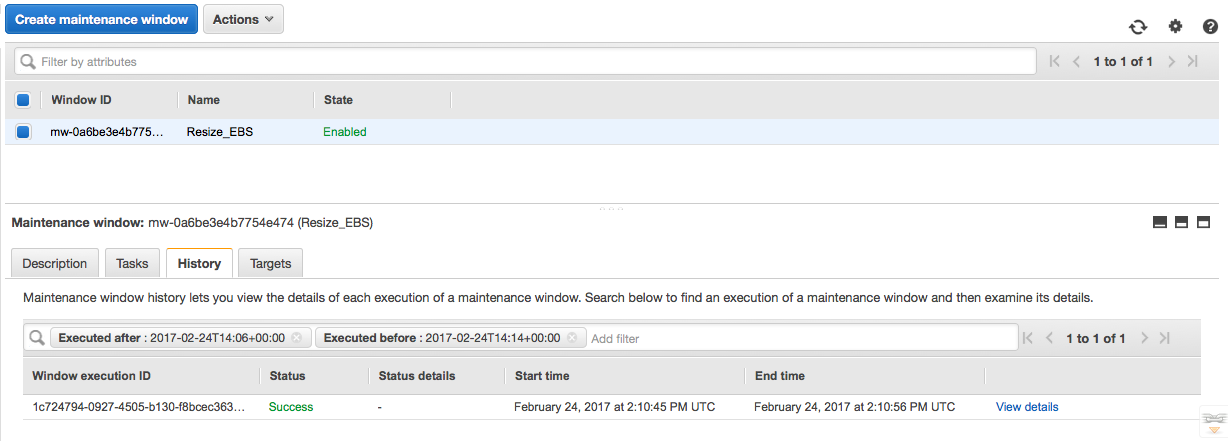 Create maintenance window Actions
Filter by attributes 1 to 1 of 1
Window ID Name State
mw-0a6be3e4b775... Resize_EBS Enabled
Maintenance window: mw-0a6be3e4b7754e474 (Resize_EBS)
Description Tasks History Targets
Maintenance window history lets you view the details of each execution of a maintenance window. Search below to find an execution of a maintenance window and then examine its details.
Executed after : 2017-02-24T14:06+00:00 Executed before : 2017-02-24T14:14+00:00 Add filter 1 to 1 of 1
Window execution ID Status Status details Start time End time
1c724794-0927-4505-b130-f8bcec363... Success - February 24, 2017 at 2:10:45 PM UTC February 24, 2017 at 2:10:56 PM UTC View details